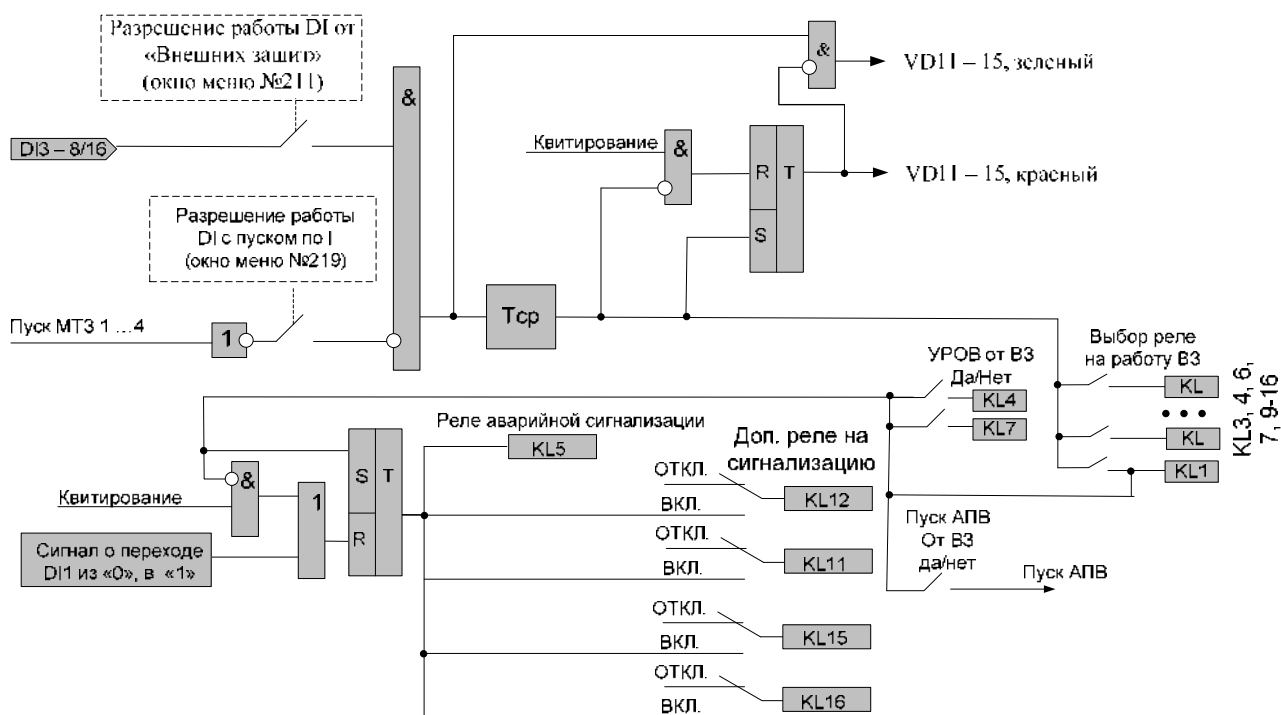 Разрешение работы DI от
«Внешних защит»
(окно меню №211)
&
&
VD11 – 15, зеленый
DI3 – 8/16
Квитирование
&
R T
S
VD11 – 15, красный
Разрешение работы
DI с пуском по I
(окно меню №219)
Пуск МТЗ 1 ...4
1
Тср
УРОВ от ВЗ
Да/Нет
KL4
KL7
Выбор реле
на работу ВЗ
KL
• • •
KL
KL1
KL3, 4, 6,
7, 9-16
Реле аварийной сигнализации
KL5
Доп. реле на
сигнализацию
S T
R
&
1
Квитирование
Сигнал о переходе
DI1 из «0», в «1»
ОТКЛ.
KL12
ВКЛ.
ОТКЛ.
KL11
ВКЛ.
ОТКЛ.
KL15
ВКЛ.
ОТКЛ.
KL16
ВКЛ.
Пуск АПВ
От ВЗ
да/нет
Пуск АПВ